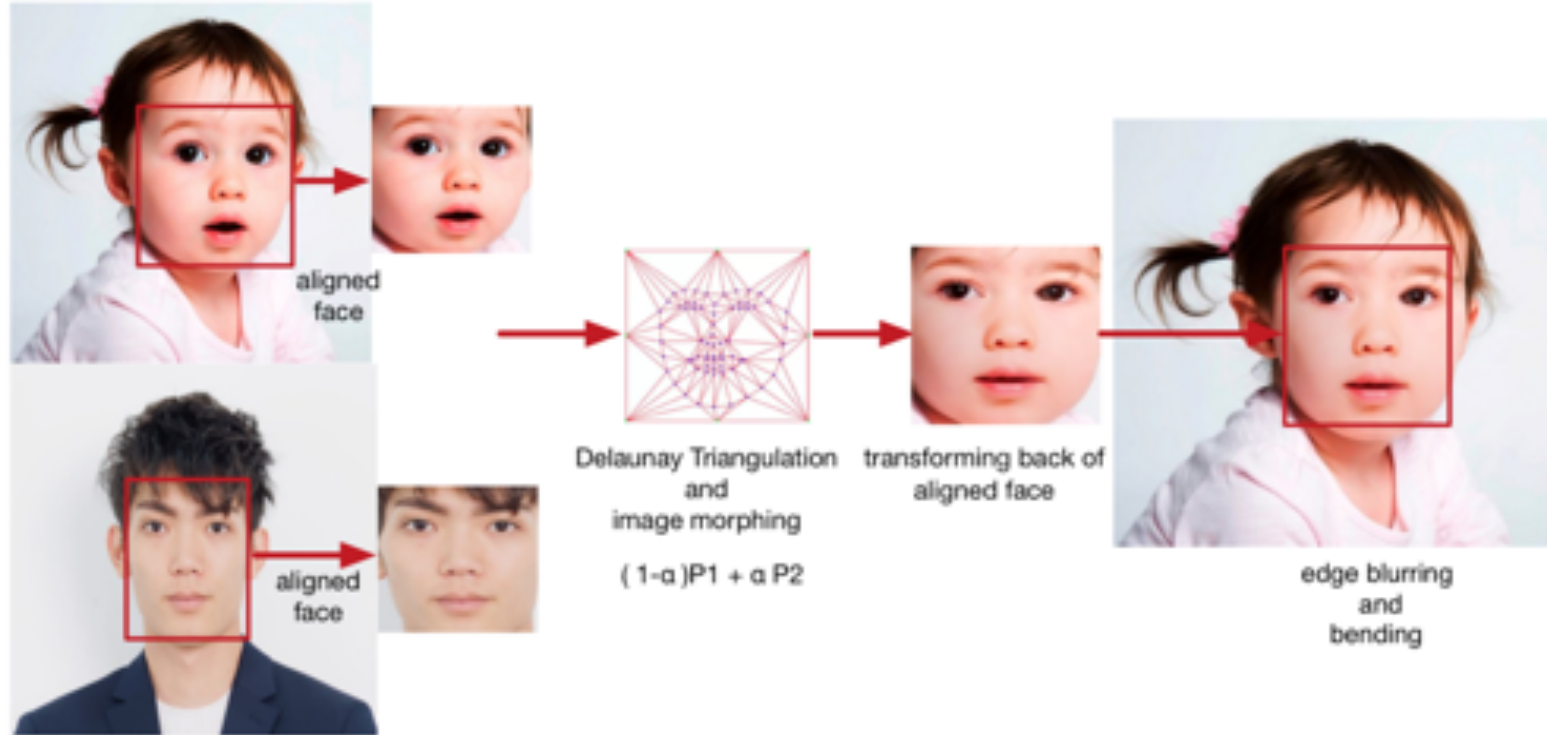 aligned
face
aligned
face
Delaunay Triangulation
and
image morphing
( 1-α )P1 + α P2
transforming back of
aligned face
edge blurring
and
bending